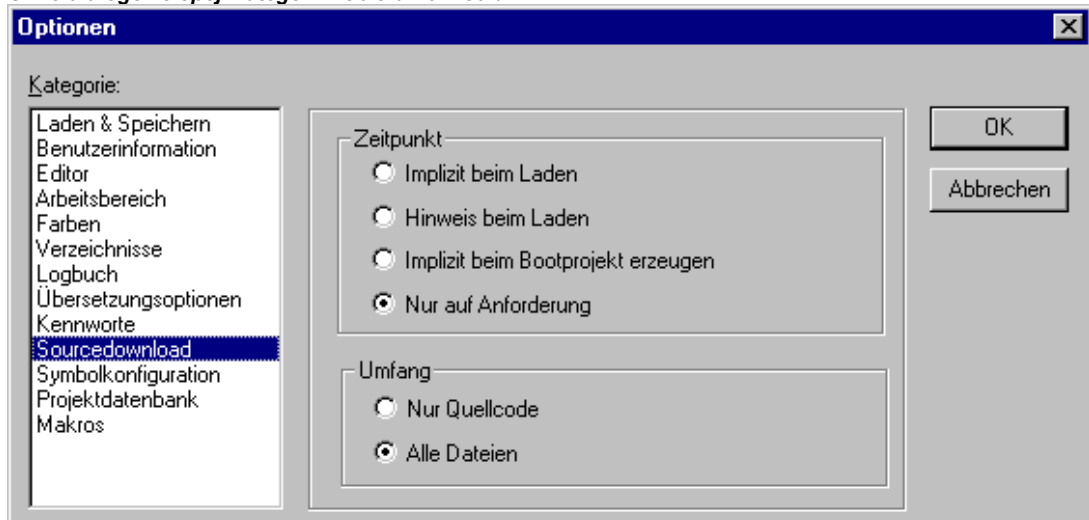 Optionen
Kategorie:
Laden & Speichern
Benutzerinformation
Editor
Arbeitsbereich
Farben
Verzeichnisse
Logbuch
Übersetzungsoptionen
Kennworte
Sourcedownload
Symbolkonfiguration
Projektdatenbank
Makros
Zeitpunkt
Implizit beim Laden
Hinweis beim Laden
Implizit beim Bootprojekt erzeugen
Nur auf Anforderung
Umfang
Nur Quellcode
Alle Dateien
OK
Abbrechen